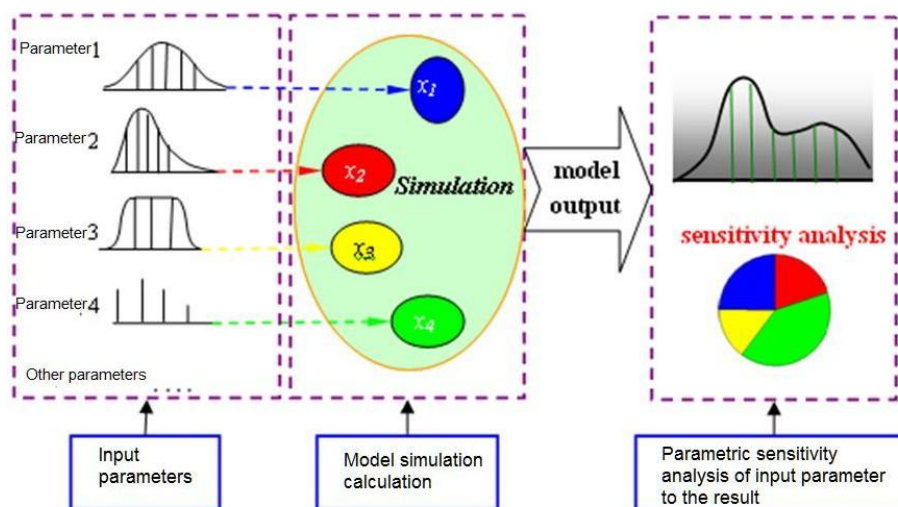 Parameter1
Parameter2
Parameter3
Parameter4
Other parameters
....
x1
x2
Simulation
x3
x4
model
output
sensitivity analysis
Input
parameters
Model simulation
calculation
Parametric sensitivity
analysis of input parameter
to the result